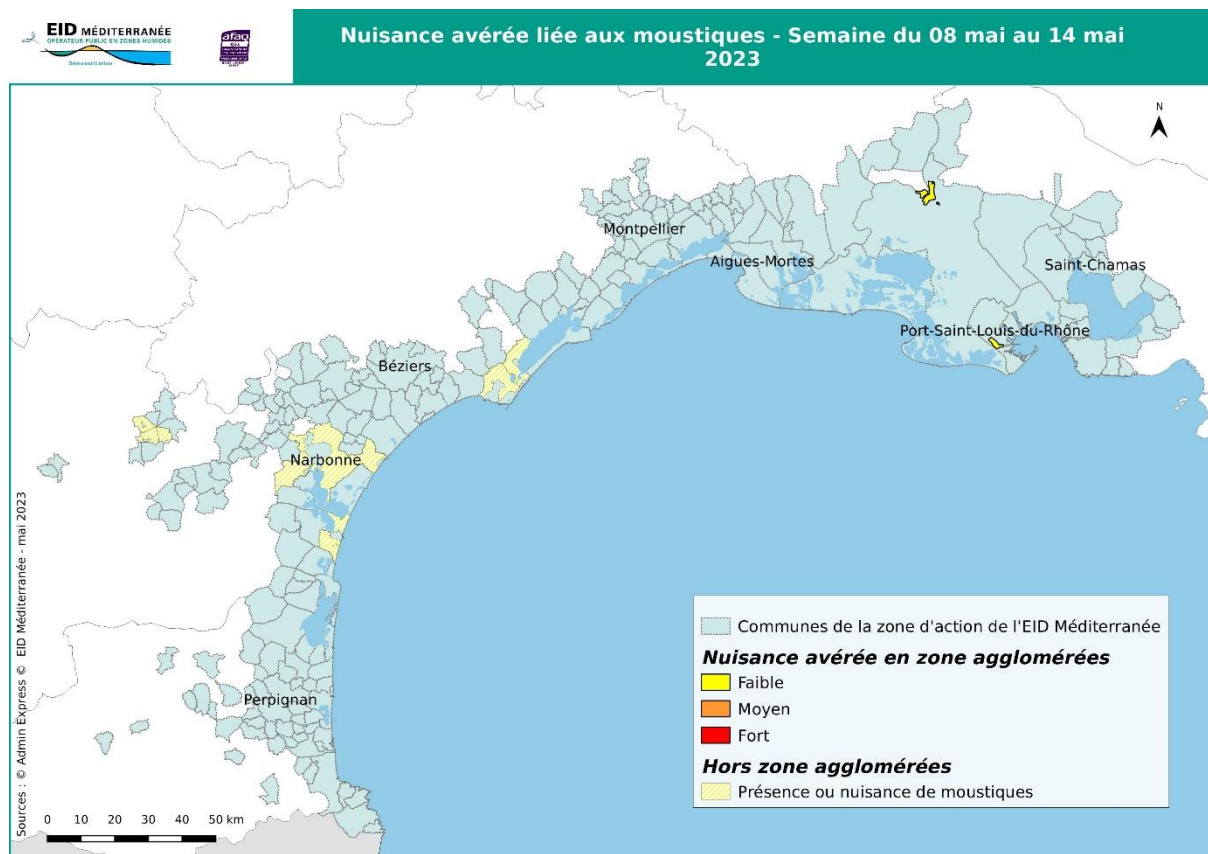 EID MÉDITERRANÉE
OPÉRATEUR PUBLIC EN ZONES HUMIDES
Démoustication
afaq
Nuisance avérée liée aux moustiques - Semaine du 08 mai au 14 mai
2023
N
Montpellier
Aigues-Mortes
Saint-Chamas
Port-Saint-Louis-du-Rhône
Béziers
Narbonne
Perpignan
Communes de la zone d'action de l'EID Méditerranée
Nuisance avérée en zone agglomérées
Faible
Moyen
Fort
Hors zone agglomérées
Présence ou nuisance de moustiques
0 10 20 30 40 50 km
Sources : © Admin Express © EID Méditerranée - mai 2023